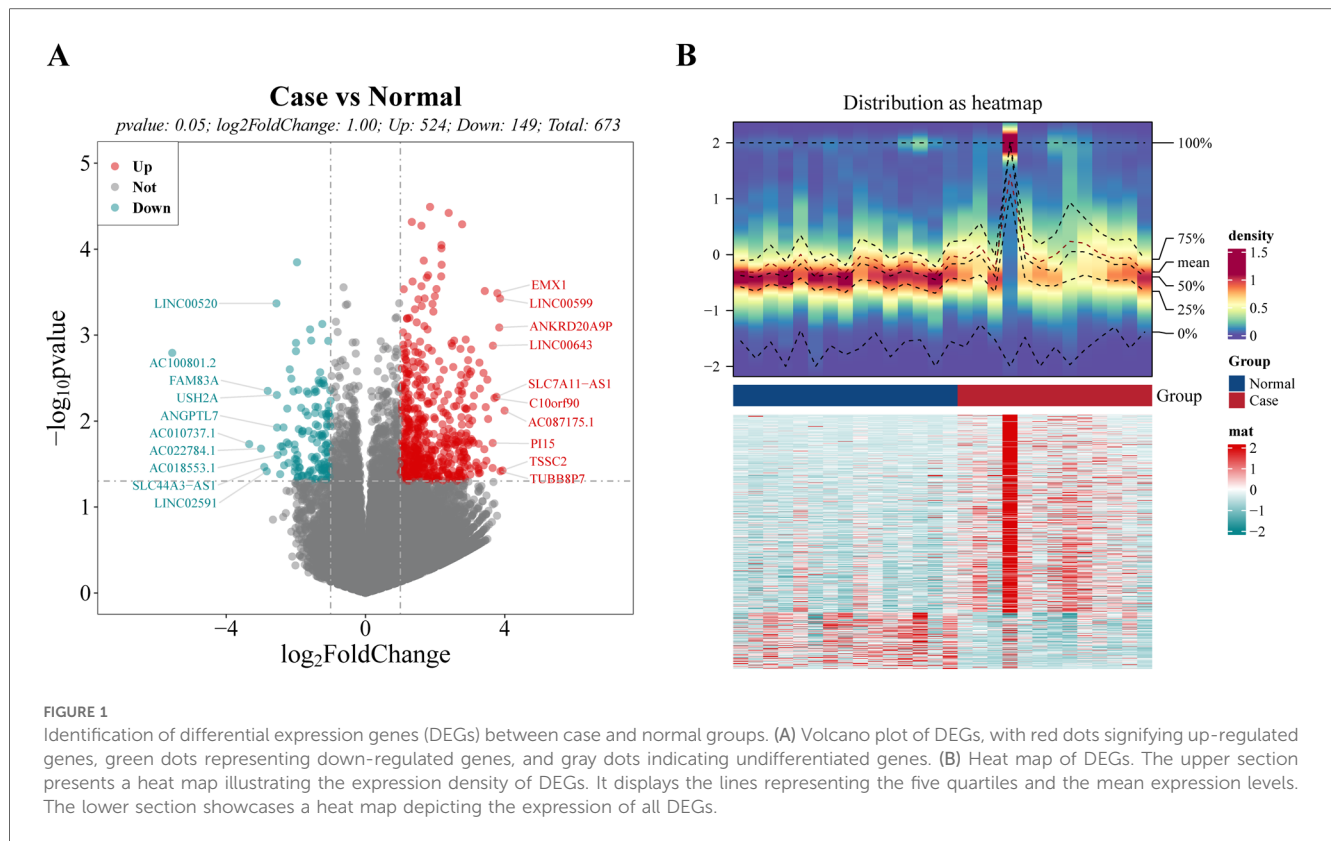 A
Case vs Normal
pvalue: 0.05; log2FoldChange: 1.00; Up: 524; Down: 149; Total: 673
Up
Not
Down
5
4
3
2
1
0
−log10pvalue
−4
0
4
log2FoldChange
LINC00520
AC100801.2
FAM83A
USH2A
ANGPTL7
AC010737.1
AC022784.1
AC018553.1
SLC44A3−AS1
LINC02591
EMX1
LINC00599
ANKRD20A9P
LINC00643
SLC7A11−AS1
C10orf90
AC087175.1
PI15
TSSC2
TUBB8P7
B
Distribution as heatmap
2
1
0
−1
−2
100%
75%
mean
50%
25%
0%
Group
density
1.5
1
0.5
0
Group
Normal
Case
mat
2
1
0
−1
−2
FIGURE 1
Identification of differential expression genes (DEGs) between case and normal groups. (A) Volcano plot of DEGs, with red dots signifying up-regulated
genes, green dots representing down-regulated genes, and gray dots indicating undifferentiated genes. (B) Heat map of DEGs. The upper section
presents a heat map illustrating the expression density of DEGs. It displays the lines representing the five quartiles and the mean expression levels.
The lower section showcases a heat map depicting the expression of all DEGs.